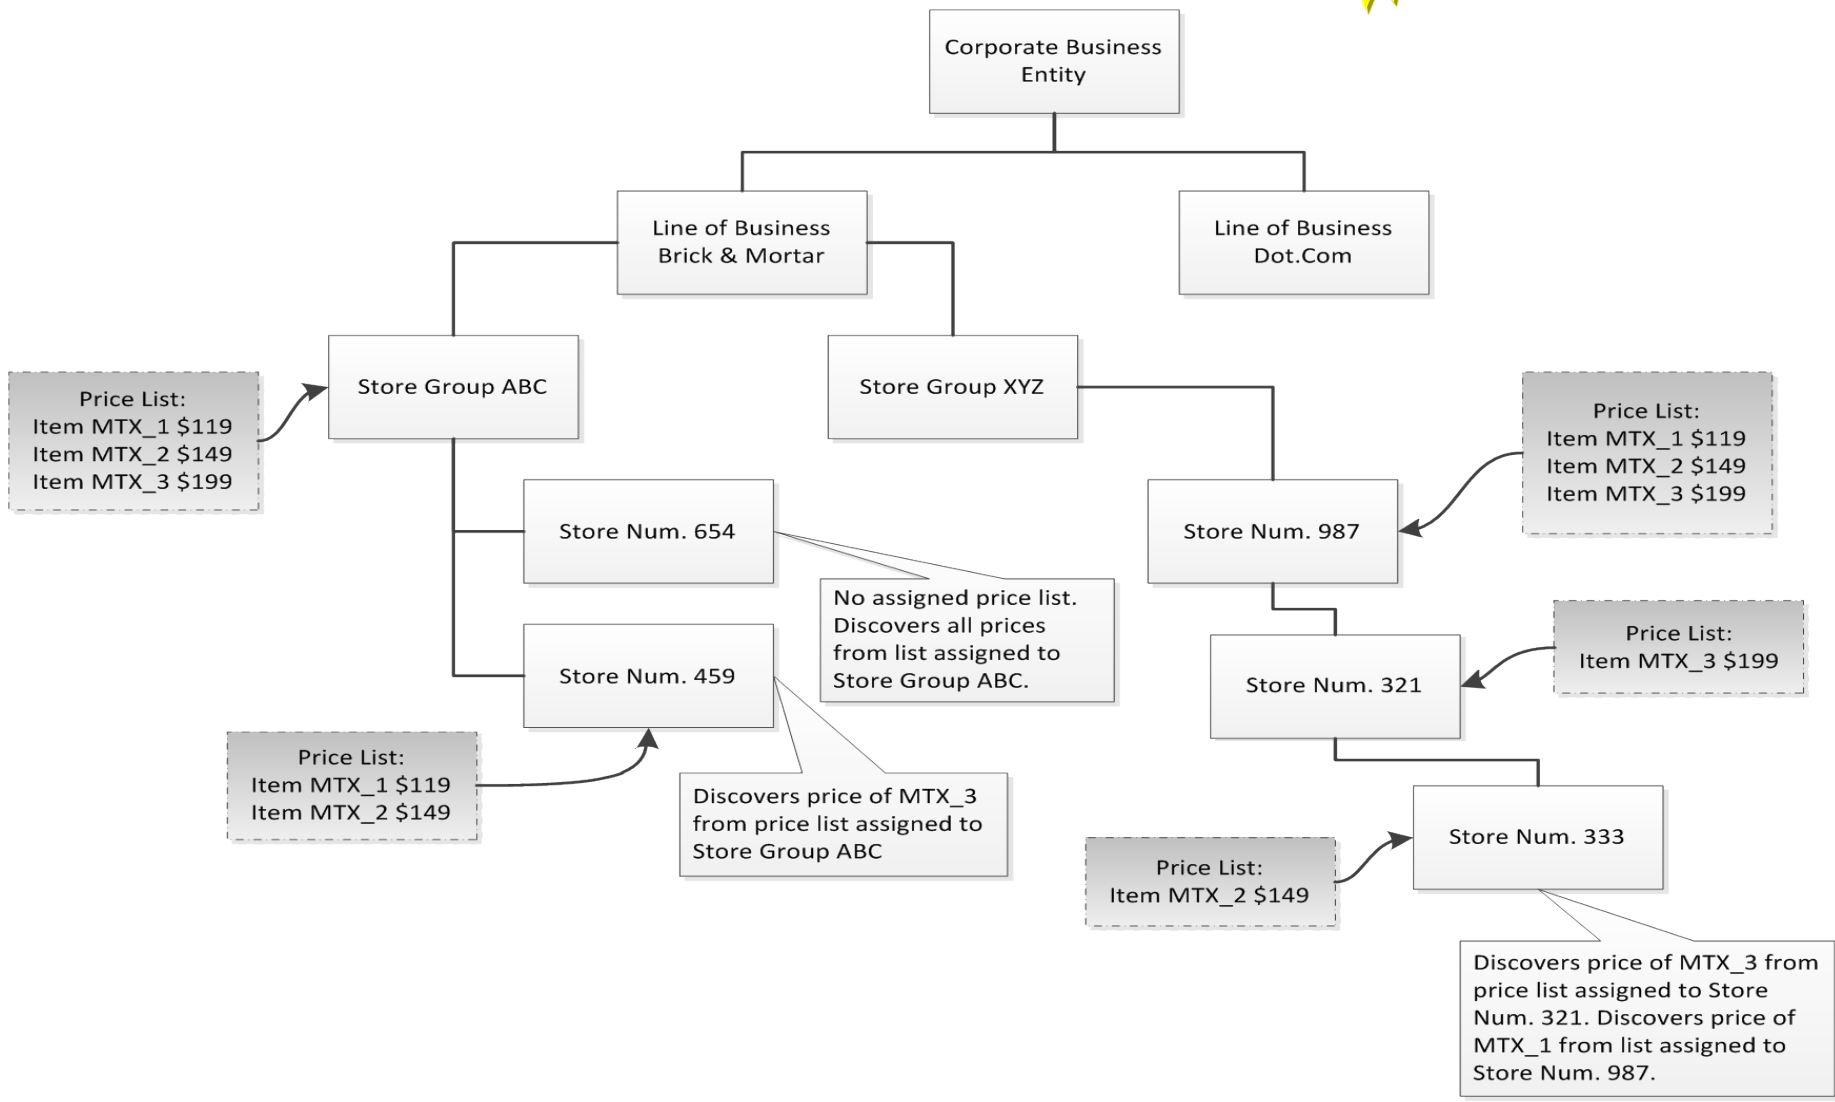 Corporate Business
Entity
Line of Business
Brick & Mortar
Line of Business
Dot.Com
Store Group ABC
Store Group XYZ
Price List:
Item MTX_1 $119
Item MTX_2 $149
Item MTX_3 $199
Price List:
Item MTX_1 $119
Item MTX_2 $149
Item MTX_3 $199
Store Num. 654
Store Num. 987
No assigned price list.
Discovers all prices
from list assigned to
Store Group ABC.
Store Num. 459
Price List:
Item MTX_3 $199
Store Num. 321
Price List:
Item MTX_1 $119
Item MTX_2 $149
Discovers price of MTX_3
from price list assigned to
Store Group ABC
Store Num. 333
Price List:
Item MTX_2 $149
Discovers price of MTX_3 from
price list assigned to Store
Num. 321. Discovers price of
MTX_1 from list assigned to
Store Num. 987.